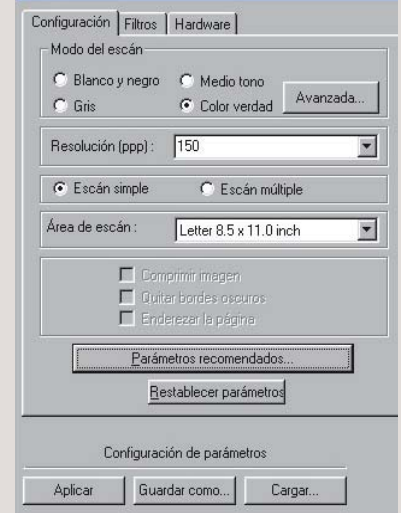 Configuración Filtros Hardware
Modo del escán
Blanco y negro Medio tono
Gris Color verdad Avanzada...
Resolución (ppp) : 150
Escán simple Escán múltiple
Área de escán : Letter 8.5 x 11.0 inch
Comprimir imagen
Quitar bordes oscuros
Enderezar la página
Parámetros recomendados...
Restablecer parámetros
Configuración de parámetros
Aplicar Guardar como... Cargar...